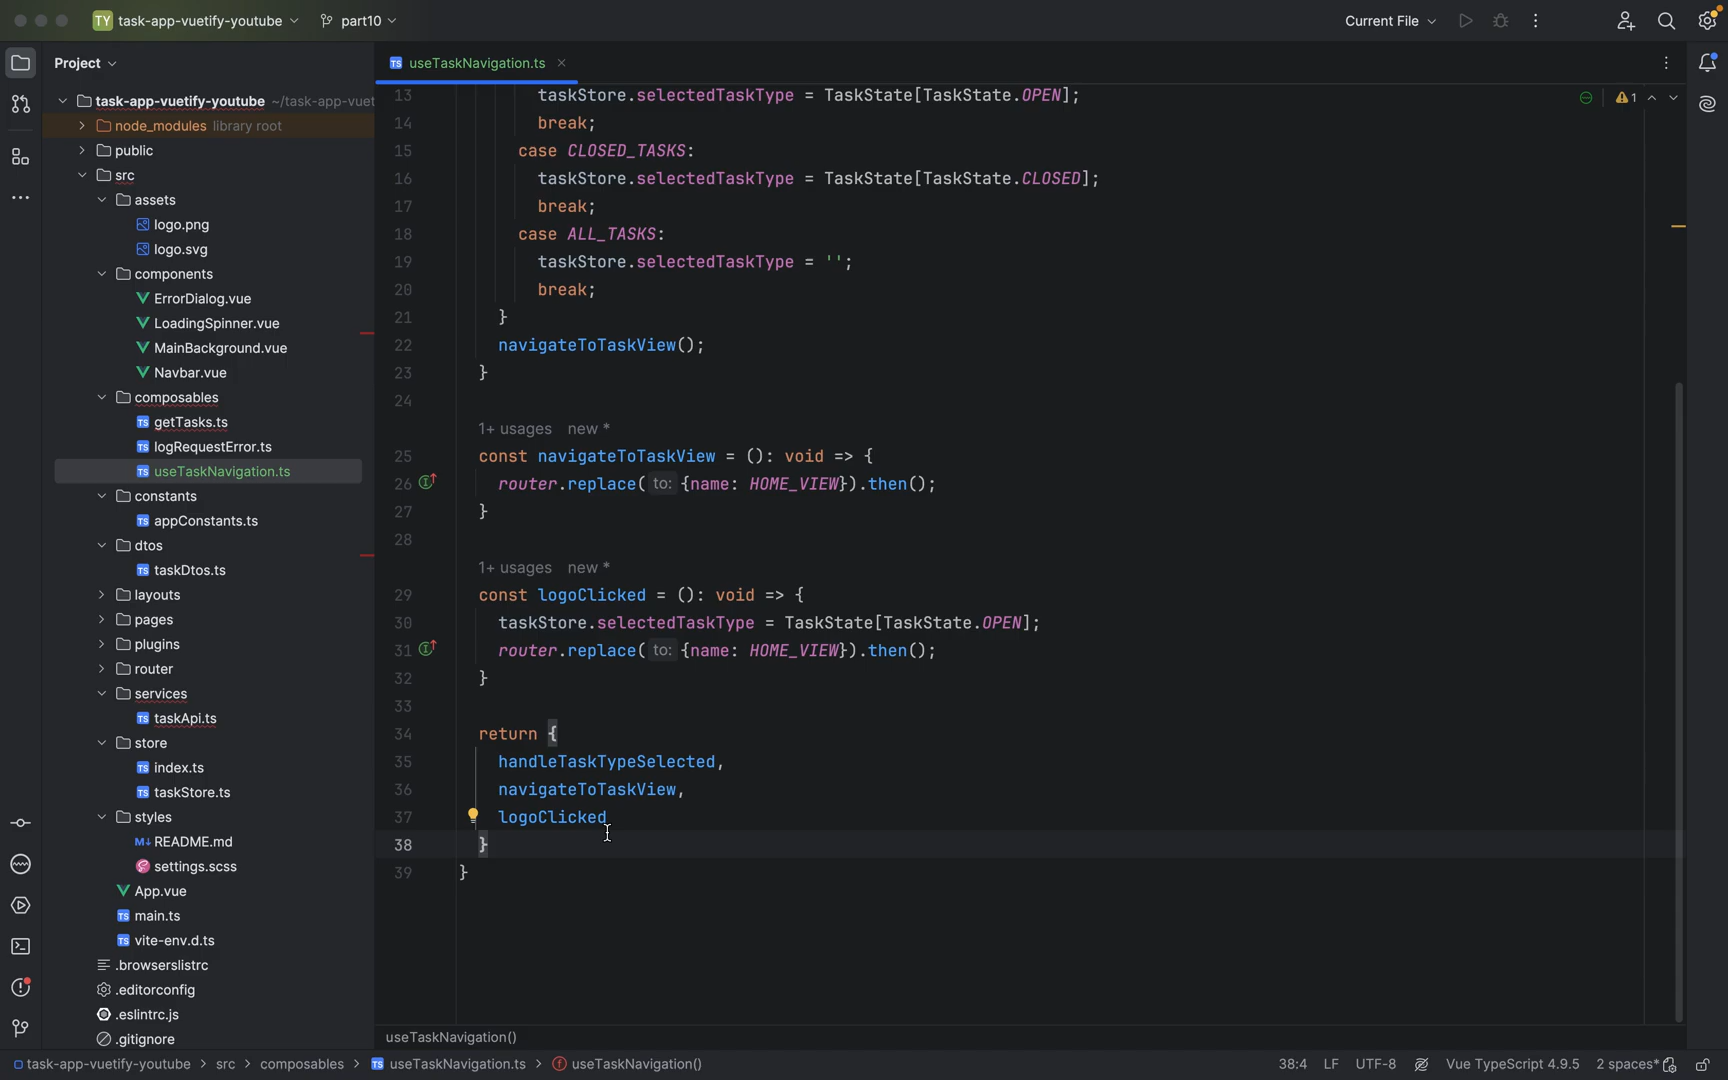 TY task-app-vuetify-youtube part10 Current File
Project
useTaskNavigation.ts
task-app-vuetify-youtube ~/task-app-vuet
node_modules library root
public
src
assets
logo.png
logo.svg
components
ErrorDialog.vue
LoadingSpinner.vue
MainBackground.vue
Navbar.vue
composables
getTasks.ts
logRequestError.ts
useTaskNavigation.ts
constants
appConstants.ts
dtos
taskDtos.ts
layouts
pages
plugins
router
services
taskApi.ts
store
index.ts
taskStore.ts
styles
README.md
settings.scss
App.vue
main.ts
vite-env.d.ts
.browserslistrc
.editorconfig
.eslintrc.js
.gitignore
13 taskStore.selectedTaskType = TaskState[TaskState.OPEN]; 1
14 break;
15 case CLOSED_TASKS:
16 taskStore.selectedTaskType = TaskState[TaskState.CLOSED];
17 break;
18 case ALL_TASKS:
19 taskStore.selectedTaskType = '';
20 break;
21 }
22 navigateToTaskView();
23 }
24
1+ usages new *
25 const navigateToTaskView = (): void => {
26 router.replace( to: {name: HOME_VIEW}).then();
27 }
28
1+ usages new *
29 const logoClicked = (): void => {
30 taskStore.selectedTaskType = TaskState[TaskState.OPEN];
31 router.replace( to: {name: HOME_VIEW}).then();
32 }
33
34 return {
35 handleTaskTypeSelected,
36 navigateToTaskView,
37 logoClicked
38 }
39 }
useTaskNavigation()
task-app-vuetify-youtube > src > composables > useTaskNavigation.ts > useTaskNavigation() 38:4 LF UTF-8 Vue TypeScript 4.9.5 2 spaces*